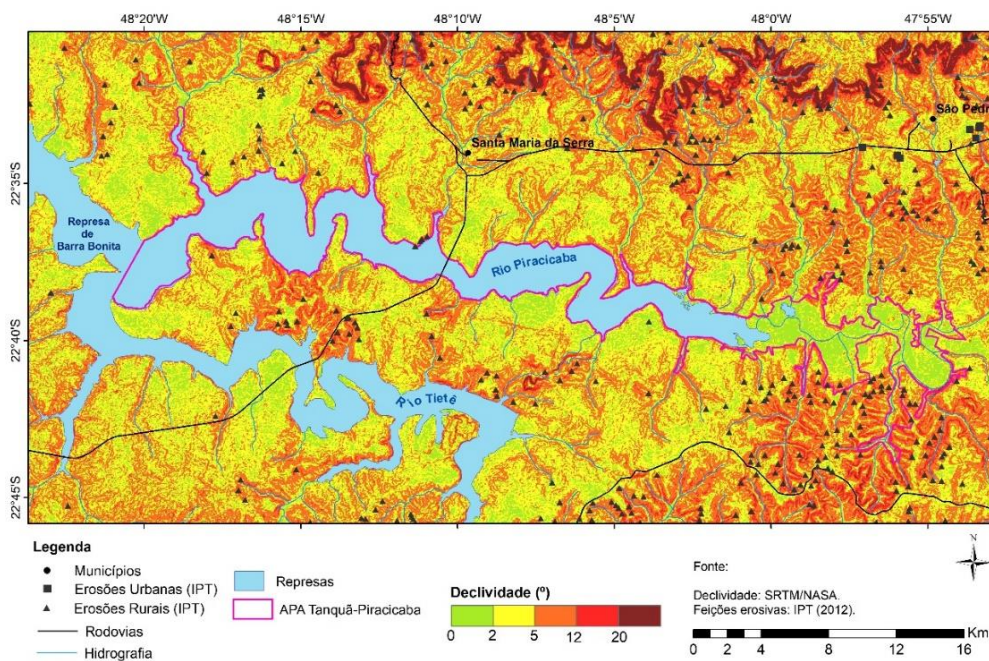 48°20'W 48°15'W 48°10'W 48°5'W 48°0'W 47°55'W
São Pedr
Santa Maria da Serra
22°35'S
Represa
de
Barra Bonita
Rio Piracicaba
22°40'S
Rio Tietê
22°45'S
Legenda
Municípios
Erosões Urbanas (IPT)
Erosões Rurais (IPT)
Rodovias
Hidrografia
Represas
APA Tanquã-Piracicaba
Declividade (º)
0 2 5 12 20
N
Fonte:
Declividade: SRTM/NASA.
Feições erosivas: IPT (2012).
Km
0 2 4 8 12 16